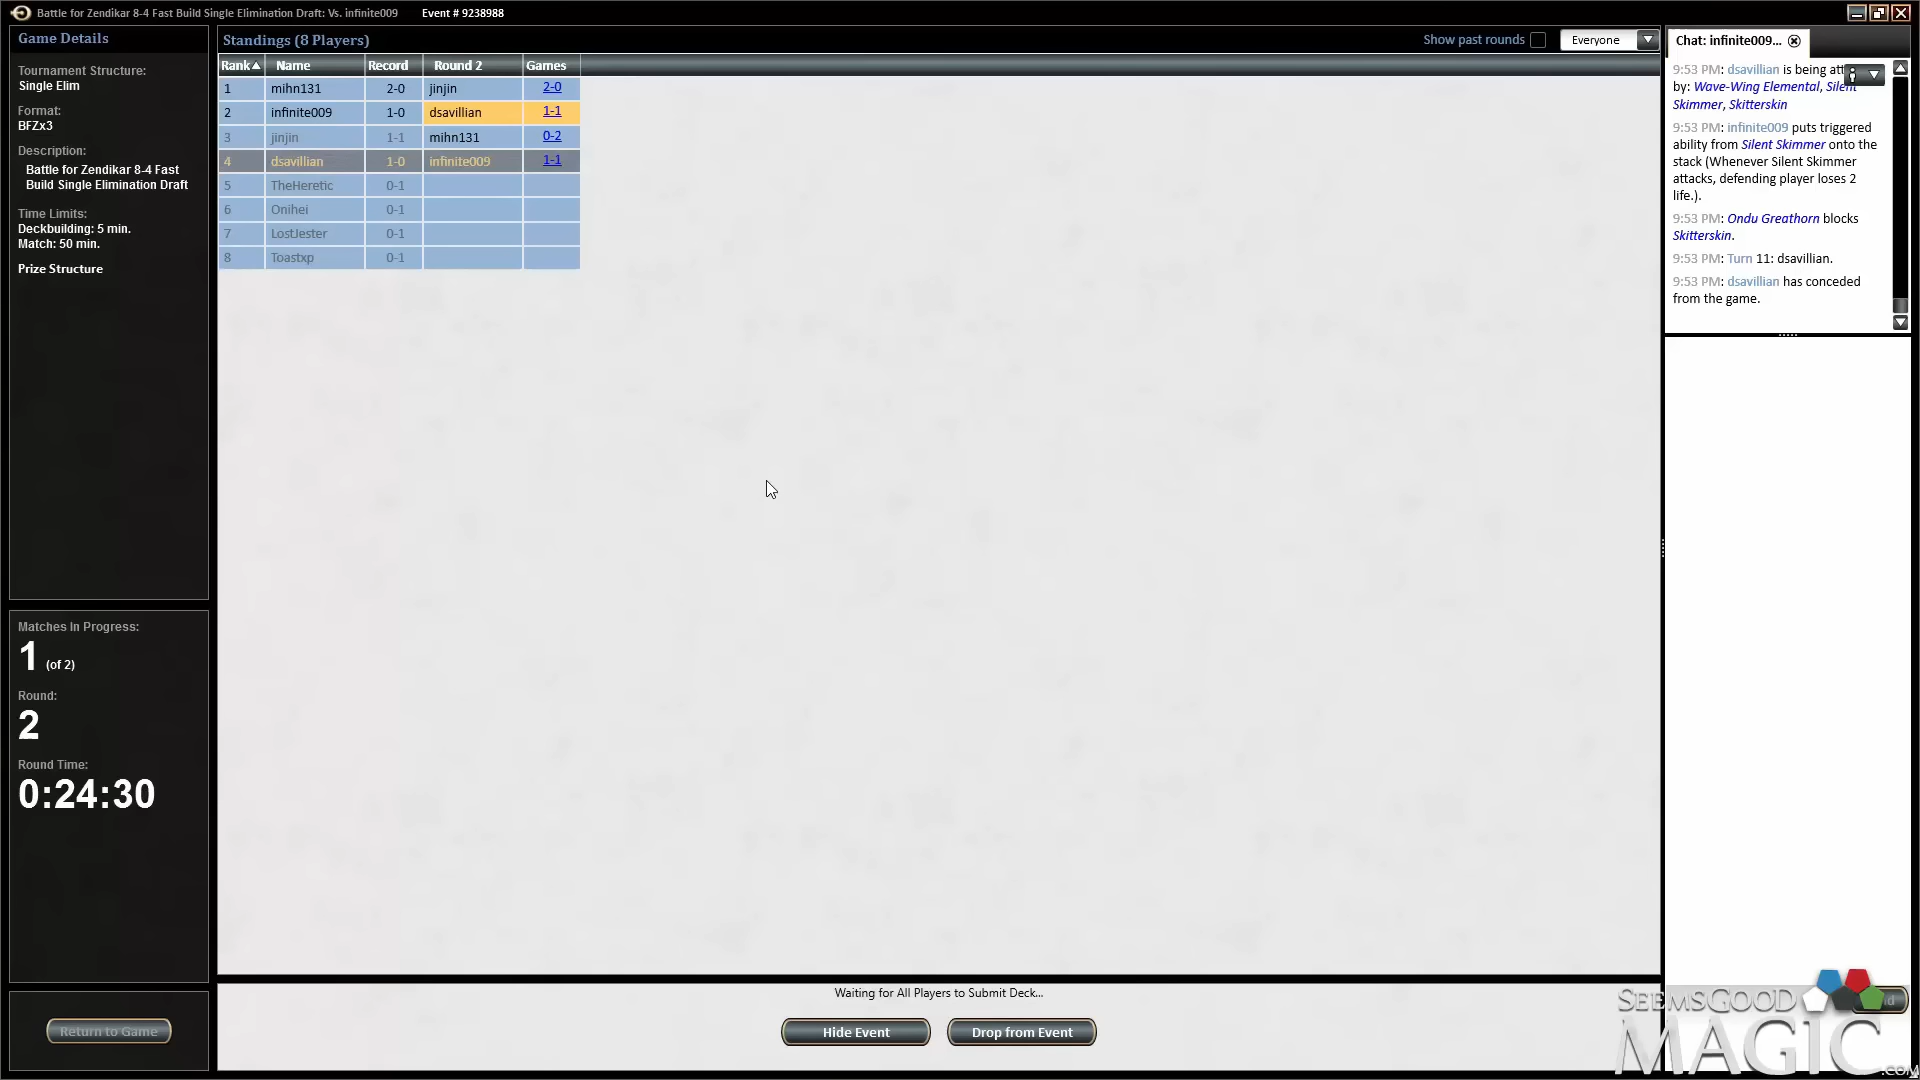 Battle for Zendikar 8-4 Fast Build Single Elimination Draft: Vs. infinite009 Event # 9238988
Game Details
Tournament Structure:
Single Elim
Format:
BFZx3
Description:
Battle for Zendikar 8-4 Fast
Build Single Elimination Draft
Time Limits:
Deckbuilding: 5 min.
Match: 50 min.
Prize Structure
Matches In Progress:
1 (of 2)
Round:
2
Round Time:
0:24:30
Return to Game
Standings (8 Players)
Show past rounds
Everyone
Rank Name Record Round 2 Games
1 mihn131 2-0 jinjin 2-0
2 infinite009 1-0 dsavillian 1-1
3 jinjin 1-1 mihn131 0-2
4 dsavillian 1-0 infinite009 1-1
5 TheHeretic 0-1
6 Onihei 0-1
7 LostJester 0-1
8 Toastxp 0-1
Waiting for All Players to Submit Deck...
Hide Event Drop from Event
Chat: infinite009...
9:53 PM: dsavillian is being att
by: Wave-Wing Elemental, Silent
Skimmer, Skitterskin
9:53 PM: infinite009 puts triggered
ability from Silent Skimmer onto the
stack (Whenever Silent Skimmer
attacks, defending player loses 2
life.).
9:53 PM: Ondu Greathorn blocks
Skitterskin.
9:53 PM: Turn 11: dsavillian.
9:53 PM: dsavillian has conceded
from the game.
SEEMSGOOD
MAGIC
.COM